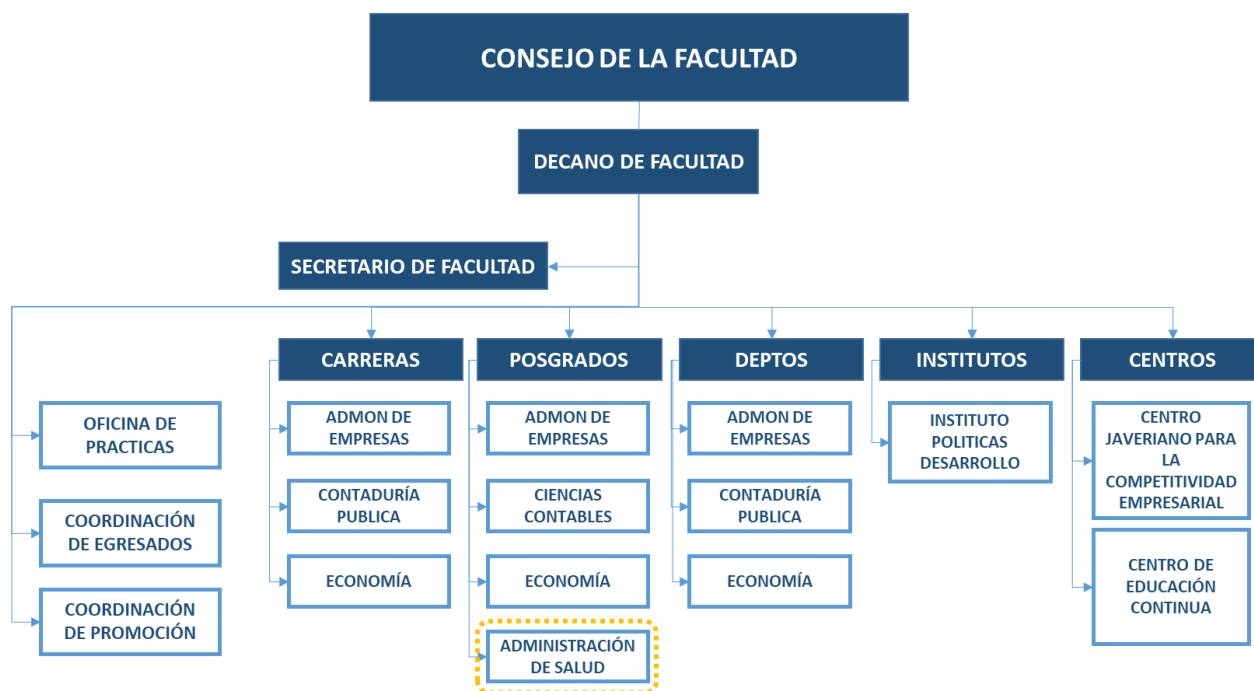 CONSEJO DE LA FACULTAD
DECANO DE FACULTAD
SECRETARIO DE FACULTAD
OFICINA DE
PRACTICAS
COORDINACIÓN
DE EGRESADOS
COORDINACIÓN
DE PROMOCIÓN
CARRERAS
ADMON DE
EMPRESAS
CONTADURÍA
PUBLICA
ECONOMÍA
POSGRADOS
ADMON DE
EMPRESAS
CIENCIAS
CONTABLES
ECONOMÍA
ADMINISTRACIÓN
DE SALUD
DEPTOS
ADMON DE
EMPRESAS
CONTADURÍA
PUBLICA
ECONOMÍA
INSTITUTOS
INSTITUTO
POLITICAS
DESARROLLO
CENTROS
CENTRO
JAVERIANO PARA
LA
COMPETITIVIDAD
EMPRESARIAL
CENTRO DE
EDUCACIÓN
CONTINUA